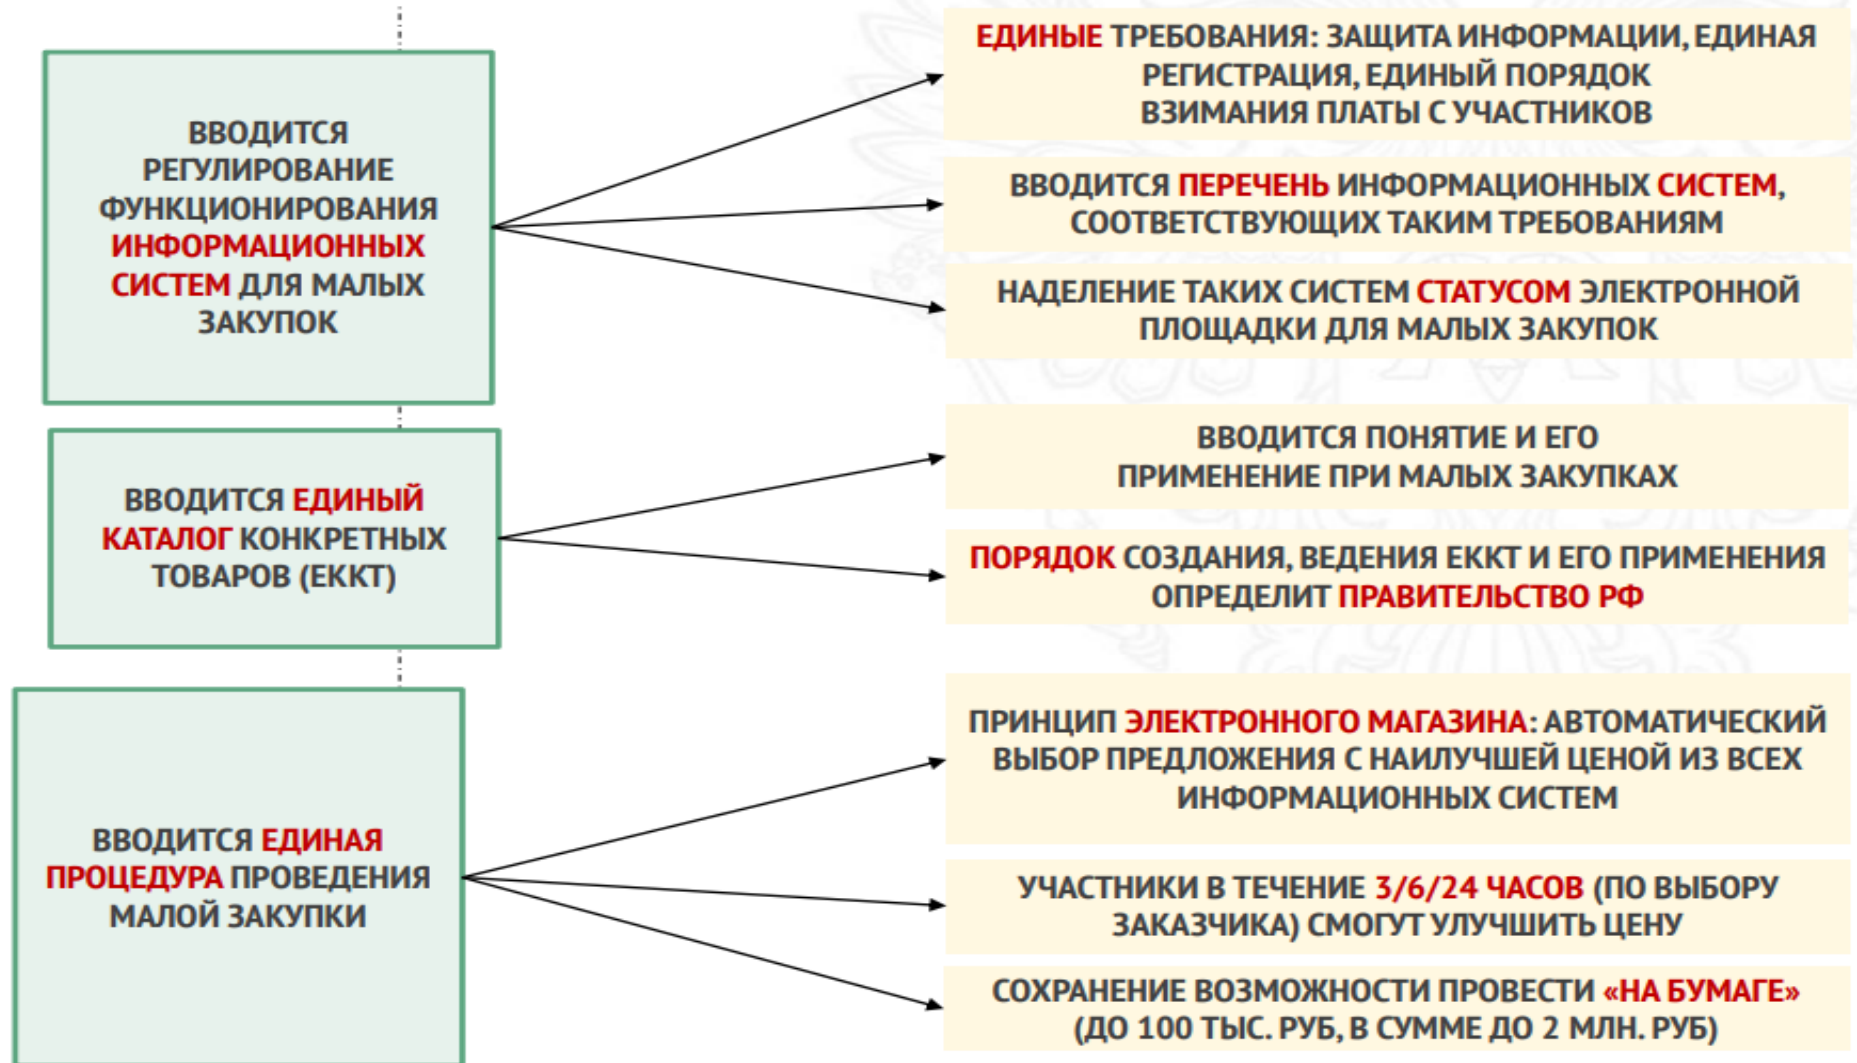 ВВОДИТСЯ
РЕГУЛИРОВАНИЕ
ФУНКЦИОНИРОВАНИЯ
ИНФОРМАЦИОННЫХ
СИСТЕМ ДЛЯ МАЛЫХ
ЗАКУПОК
ЕДИНЫЕ ТРЕБОВАНИЯ: ЗАЩИТА ИНФОРМАЦИИ, ЕДИНАЯ
РЕГИСТРАЦИЯ, ЕДИНЫЙ ПОРЯДОК
ВЗИМАНИЯ ПЛАТЫ С УЧАСТНИКОВ
ВВОДИТСЯ ПЕРЕЧЕНЬ ИНФОРМАЦИОННЫХ СИСТЕМ,
СООТВЕТСТВУЮЩИХ ТАКИМ ТРЕБОВАНИЯМ
НАДЕЛЕНИЕ ТАКИХ СИСТЕМ СТАТУСОМ ЭЛЕКТРОННОЙ
ПЛОЩАДКИ ДЛЯ МАЛЫХ ЗАКУПОК
ВВОДИТСЯ ЕДИНЫЙ
КАТАЛОГ КОНКРЕТНЫХ
ТОВАРОВ (ЕККТ)
ВВОДИТСЯ ПОНЯТИЕ И ЕГО
ПРИМЕНЕНИЕ ПРИ МАЛЫХ ЗАКУПКАХ
ПОРЯДОК СОЗДАНИЯ, ВЕДЕНИЯ ЕККТ И ЕГО ПРИМЕНЕНИЯ
ОПРЕДЕЛИТ ПРАВИТЕЛЬСТВО РФ
ВВОДИТСЯ ЕДИНАЯ
ПРОЦЕДУРА ПРОВЕДЕНИЯ
МАЛОЙ ЗАКУПКИ
ПРИНЦИП ЭЛЕКТРОННОГО МАГАЗИНА: АВТОМАТИЧЕСКИЙ
ВЫБОР ПРЕДЛОЖЕНИЯ С НАИЛУЧШЕЙ ЦЕНОЙ ИЗ ВСЕХ
ИНФОРМАЦИОННЫХ СИСТЕМ
УЧАСТНИКИ В ТЕЧЕНИЕ 3/6/24 ЧАСОВ (ПО ВЫБОРУ
ЗАКАЗЧИКА) СМОГУТ УЛУЧШИТЬ ЦЕНУ
СОХРАНЕНИЕ ВОЗМОЖНОСТИ ПРОВЕСТИ «НА БУМАГЕ»
(ДО 100 ТЫС. РУБ, В СУММЕ ДО 2 МЛН. РУБ)